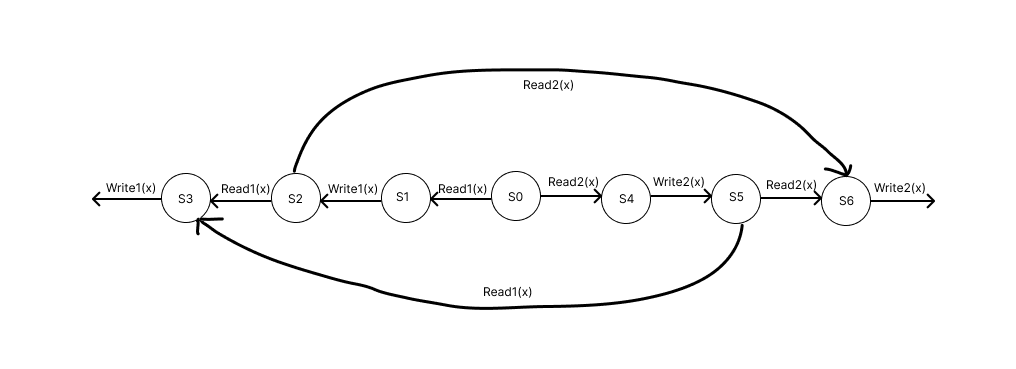 Read2(x)
Write1(x)
S3
Read1(x)
S2
Write1(x)
S1
Read1(x)
S0
Read2(x)
S4
Write2(x)
S5
Read2(x)
S6
Write2(x)
Read1(x)